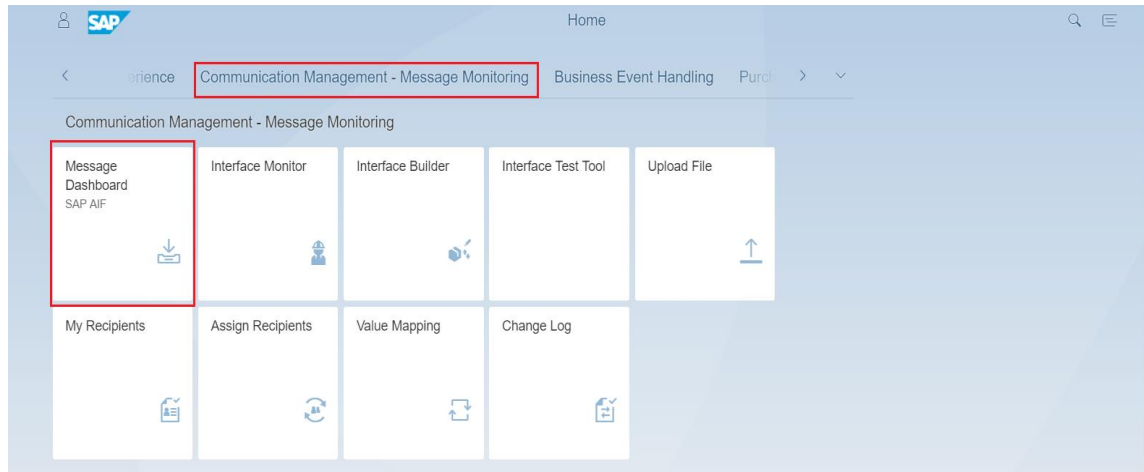 SAP
Home
erience Communication Management - Message Monitoring Business Event Handling
Communication Management - Message Monitoring
Message
Dashboard
SAP AIF
Interface Monitor
Interface Builder
Interface Test Tool
Upload File
My Recipients
Assign Recipients
Value Mapping
Change Log